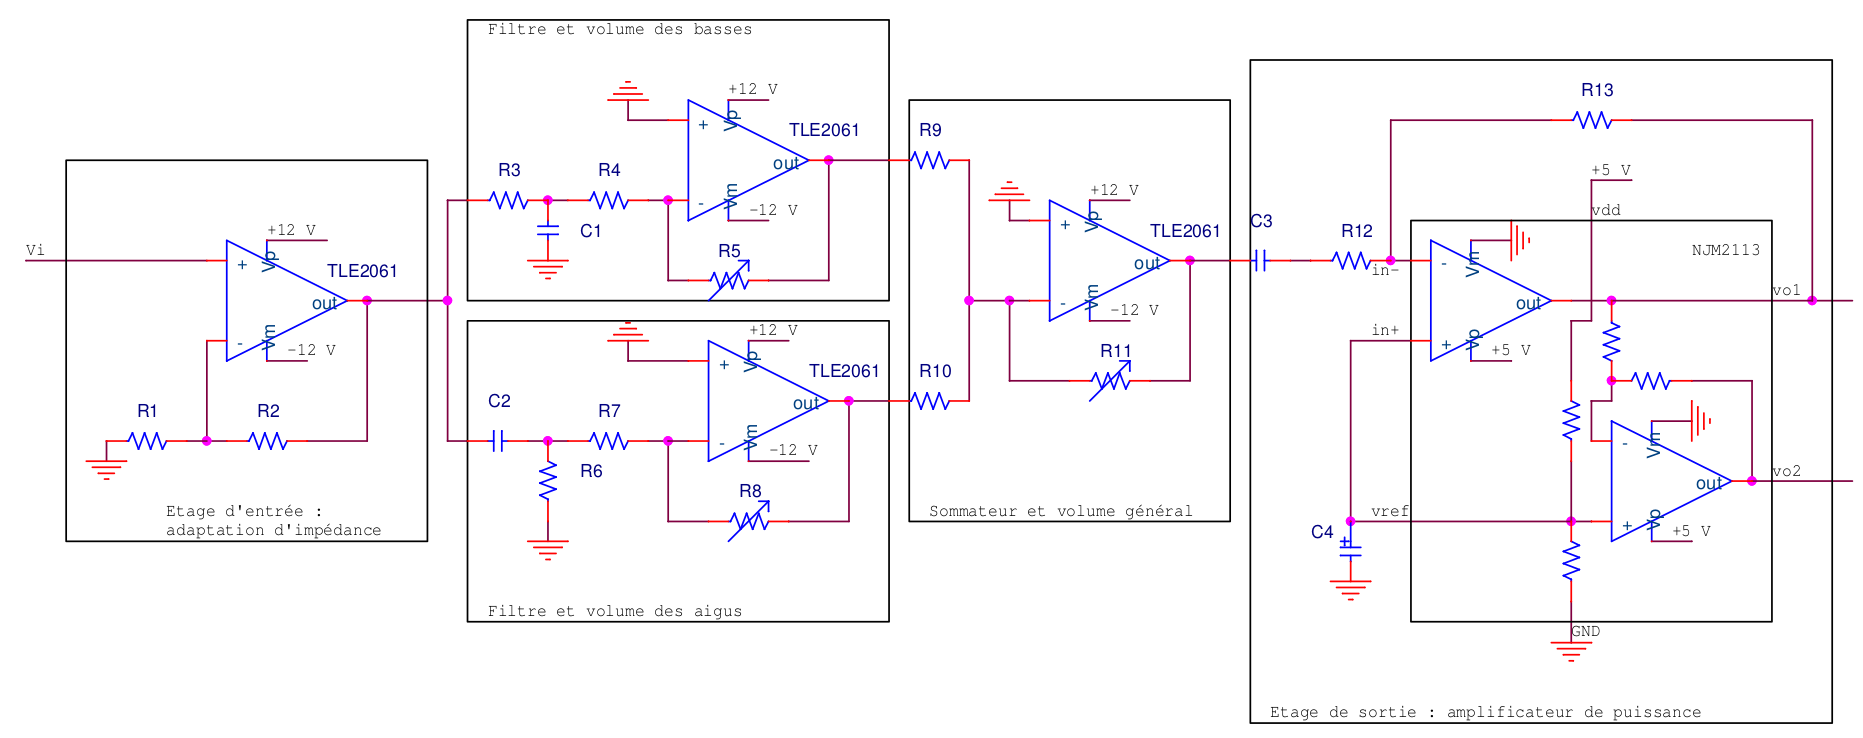 Vi
+12 V
Vp
TLE2061
+
out
-
Vm
-12 V
R1
R2
Etage d'entrée :
adaptation d'impédance
Filtre et volume des basses
+12 V
Vp
TLE2061
+
out
R3
R4
-
Vm
-12 V
C1
R5
+12 V
Vp
TLE2061
+
out
C2
R7
-
Vm
-12 V
R6
R8
Filtre et volume des aigus
R9
+12 V
Vp
TLE2061
+
out
-
Vm
-12 V
R11
R10
Sommateur et volume général
R13
+5 V
vdd
C3
R12
NJM2113
in-
-
Vm
out
vo1
in+
+
Vp
+5 V
-
Vm
out
vo2
vref
+
Vp
+5 V
C4
+
GND
Etage de sortie : amplificateur de puissance